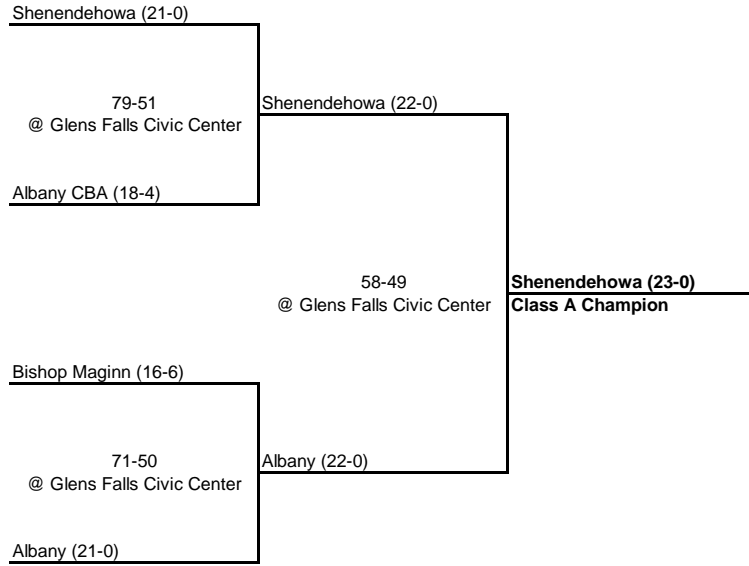 Shenendehowa (21-0)
79-51
@ Glens Falls Civic Center
Shenendehowa (22-0)
Albany CBA (18-4)
58-49
@ Glens Falls Civic Center
Shenendehowa (23-0)
Class A Champion
Bishop Maginn (16-6)
71-50
@ Glens Falls Civic Center
Albany (22-0)
Albany (21-0)